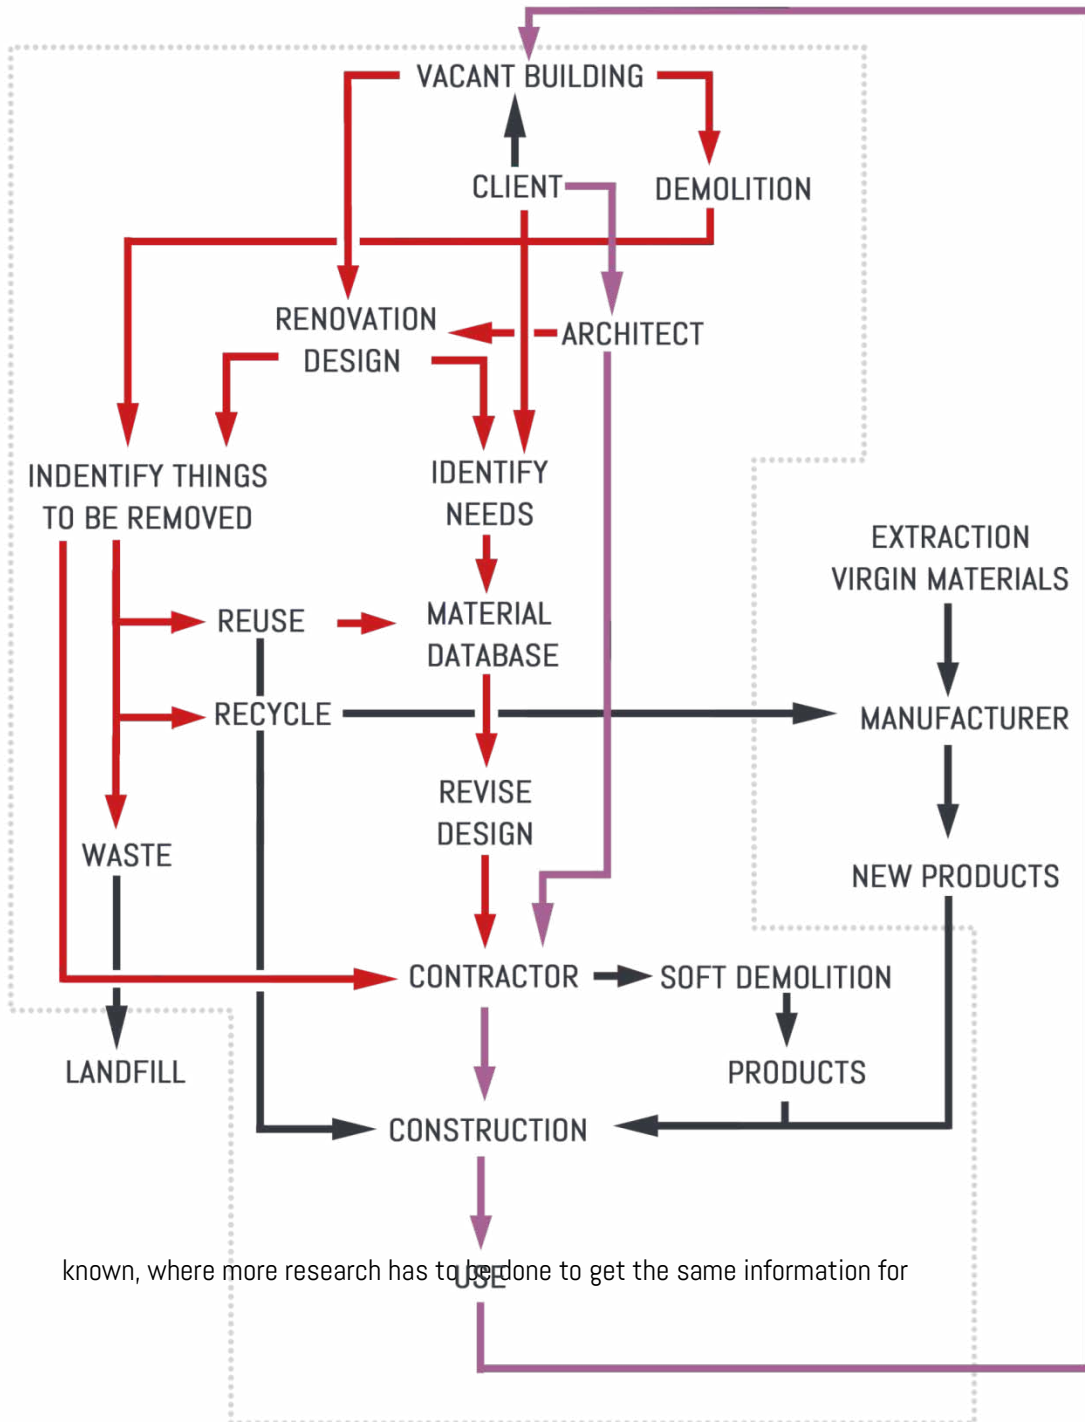 VACANT BUILDING
CLIENT
DEMOLITION
RENOVATION
DESIGN
ARCHITECT
INDENTIFY THINGS
TO BE REMOVED
IDENTIFY
NEEDS
EXTRACTION
VIRGIN MATERIALS
REUSE
MATERIAL
DATABASE
RECYCLE
MANUFACTURER
REVISE
DESIGN
WASTE
NEW PRODUCTS
CONTRACTOR
SOFT DEMOLITION
LANDFILL
PRODUCTS
CONSTRUCTION
known, where more research has to be done to get the same information for
USE